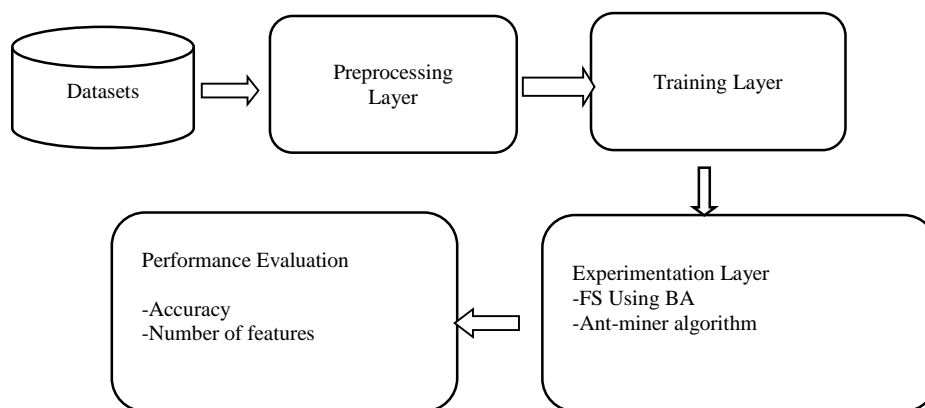 Datasets
Preprocessing
Layer
Training Layer
Experimentation Layer
-FS Using BA
-Ant-miner algorithm
Performance Evaluation
-Accuracy
-Number of features